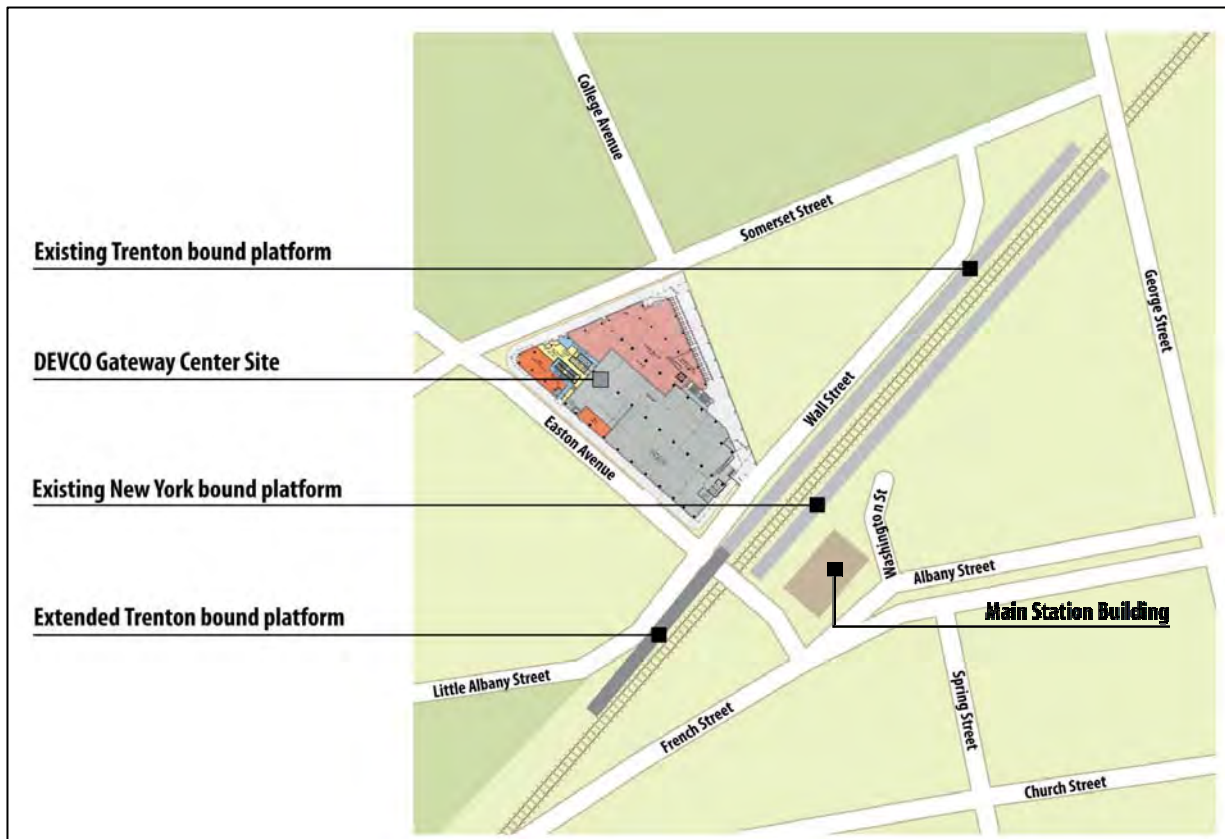 College Avenue
Somerset Street
Existing Trenton bound platform
George Street
DEVCO Gateway Center Site
Wall Street
Easton Avenue
Existing New York bound platform
Washington St
Albany Street
Extended Trenton bound platform
Main Station Building
Little Albany Street
French Street
Spring Street
Church Street